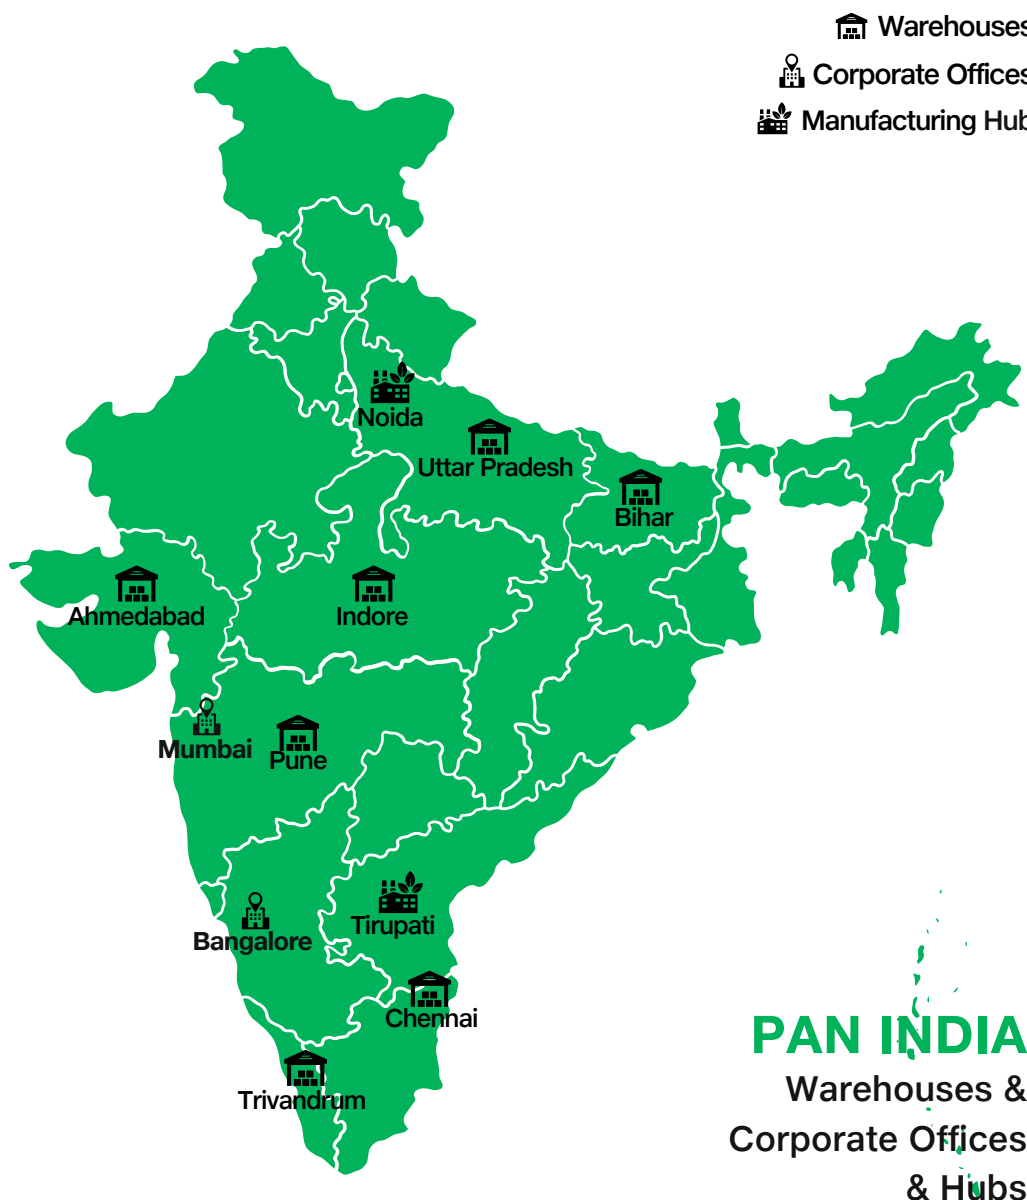 Warehouses
Corporate Offices
Manufacturing Hub
Noida
Uttar Pradesh
Bihar
Ahmedabad
Indore
Mumbai
Pune
Bangalore
Tirupati
Chennai
Trivandrum
PAN INDIA
Warehouses &
Corporate Offices
& Hubs